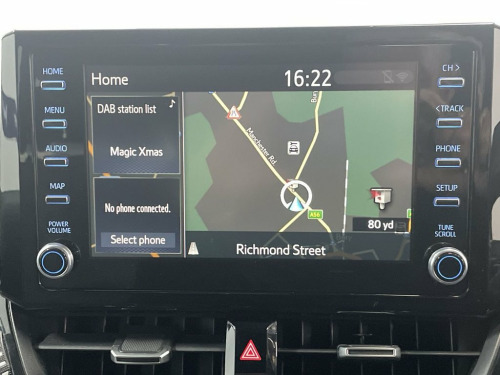 HOME
MENU
AUDIO
MAP
POWER
VOLUME
Home
16:22
DAB station list
Magic Xmas
No phone connected.
Select phone
Manchester Rd
A56
80 yd
Richmond Street
CH >
< TRACK
PHONE
SETUP
TUNE
SCROLL